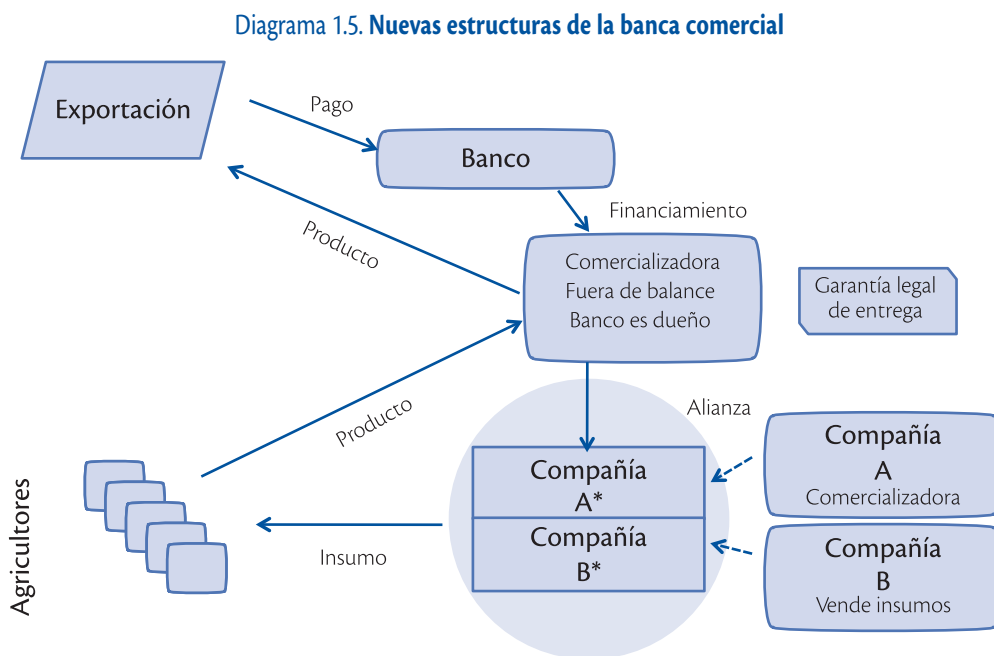 Diagrama 1.5. Nuevas estructuras de la banca comercial
Exportación
Pago
Banco
Financiamiento
Producto
Comercializadora
Fuera de balance
Banco es dueño
Garantía legal
de entrega
Producto
Alianza
Compañía
A*
Compañía
B*
Compañía
A
Comercializadora
Compañía
B
Vende insumos
Insumo
Agricultores